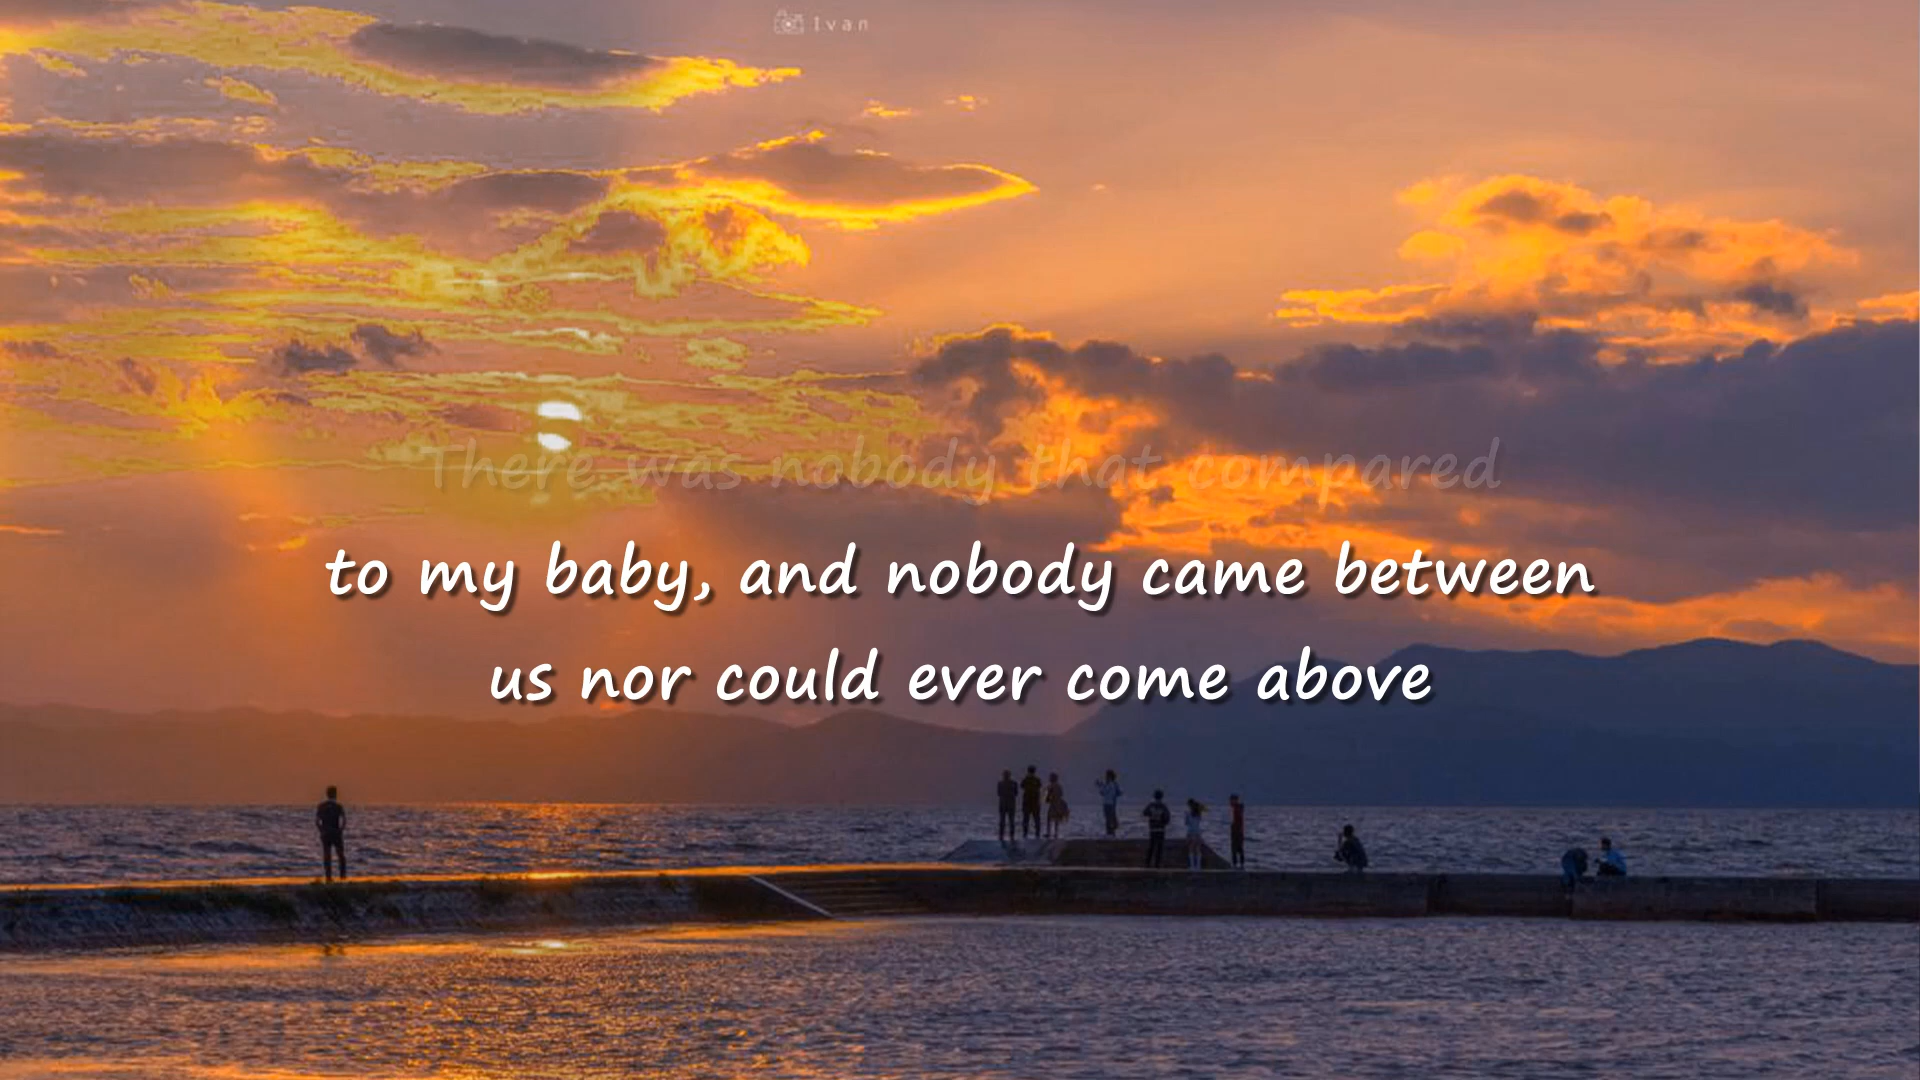 Ivan
There was nobody that compared
to my baby, and nobody came between
us nor could ever come above